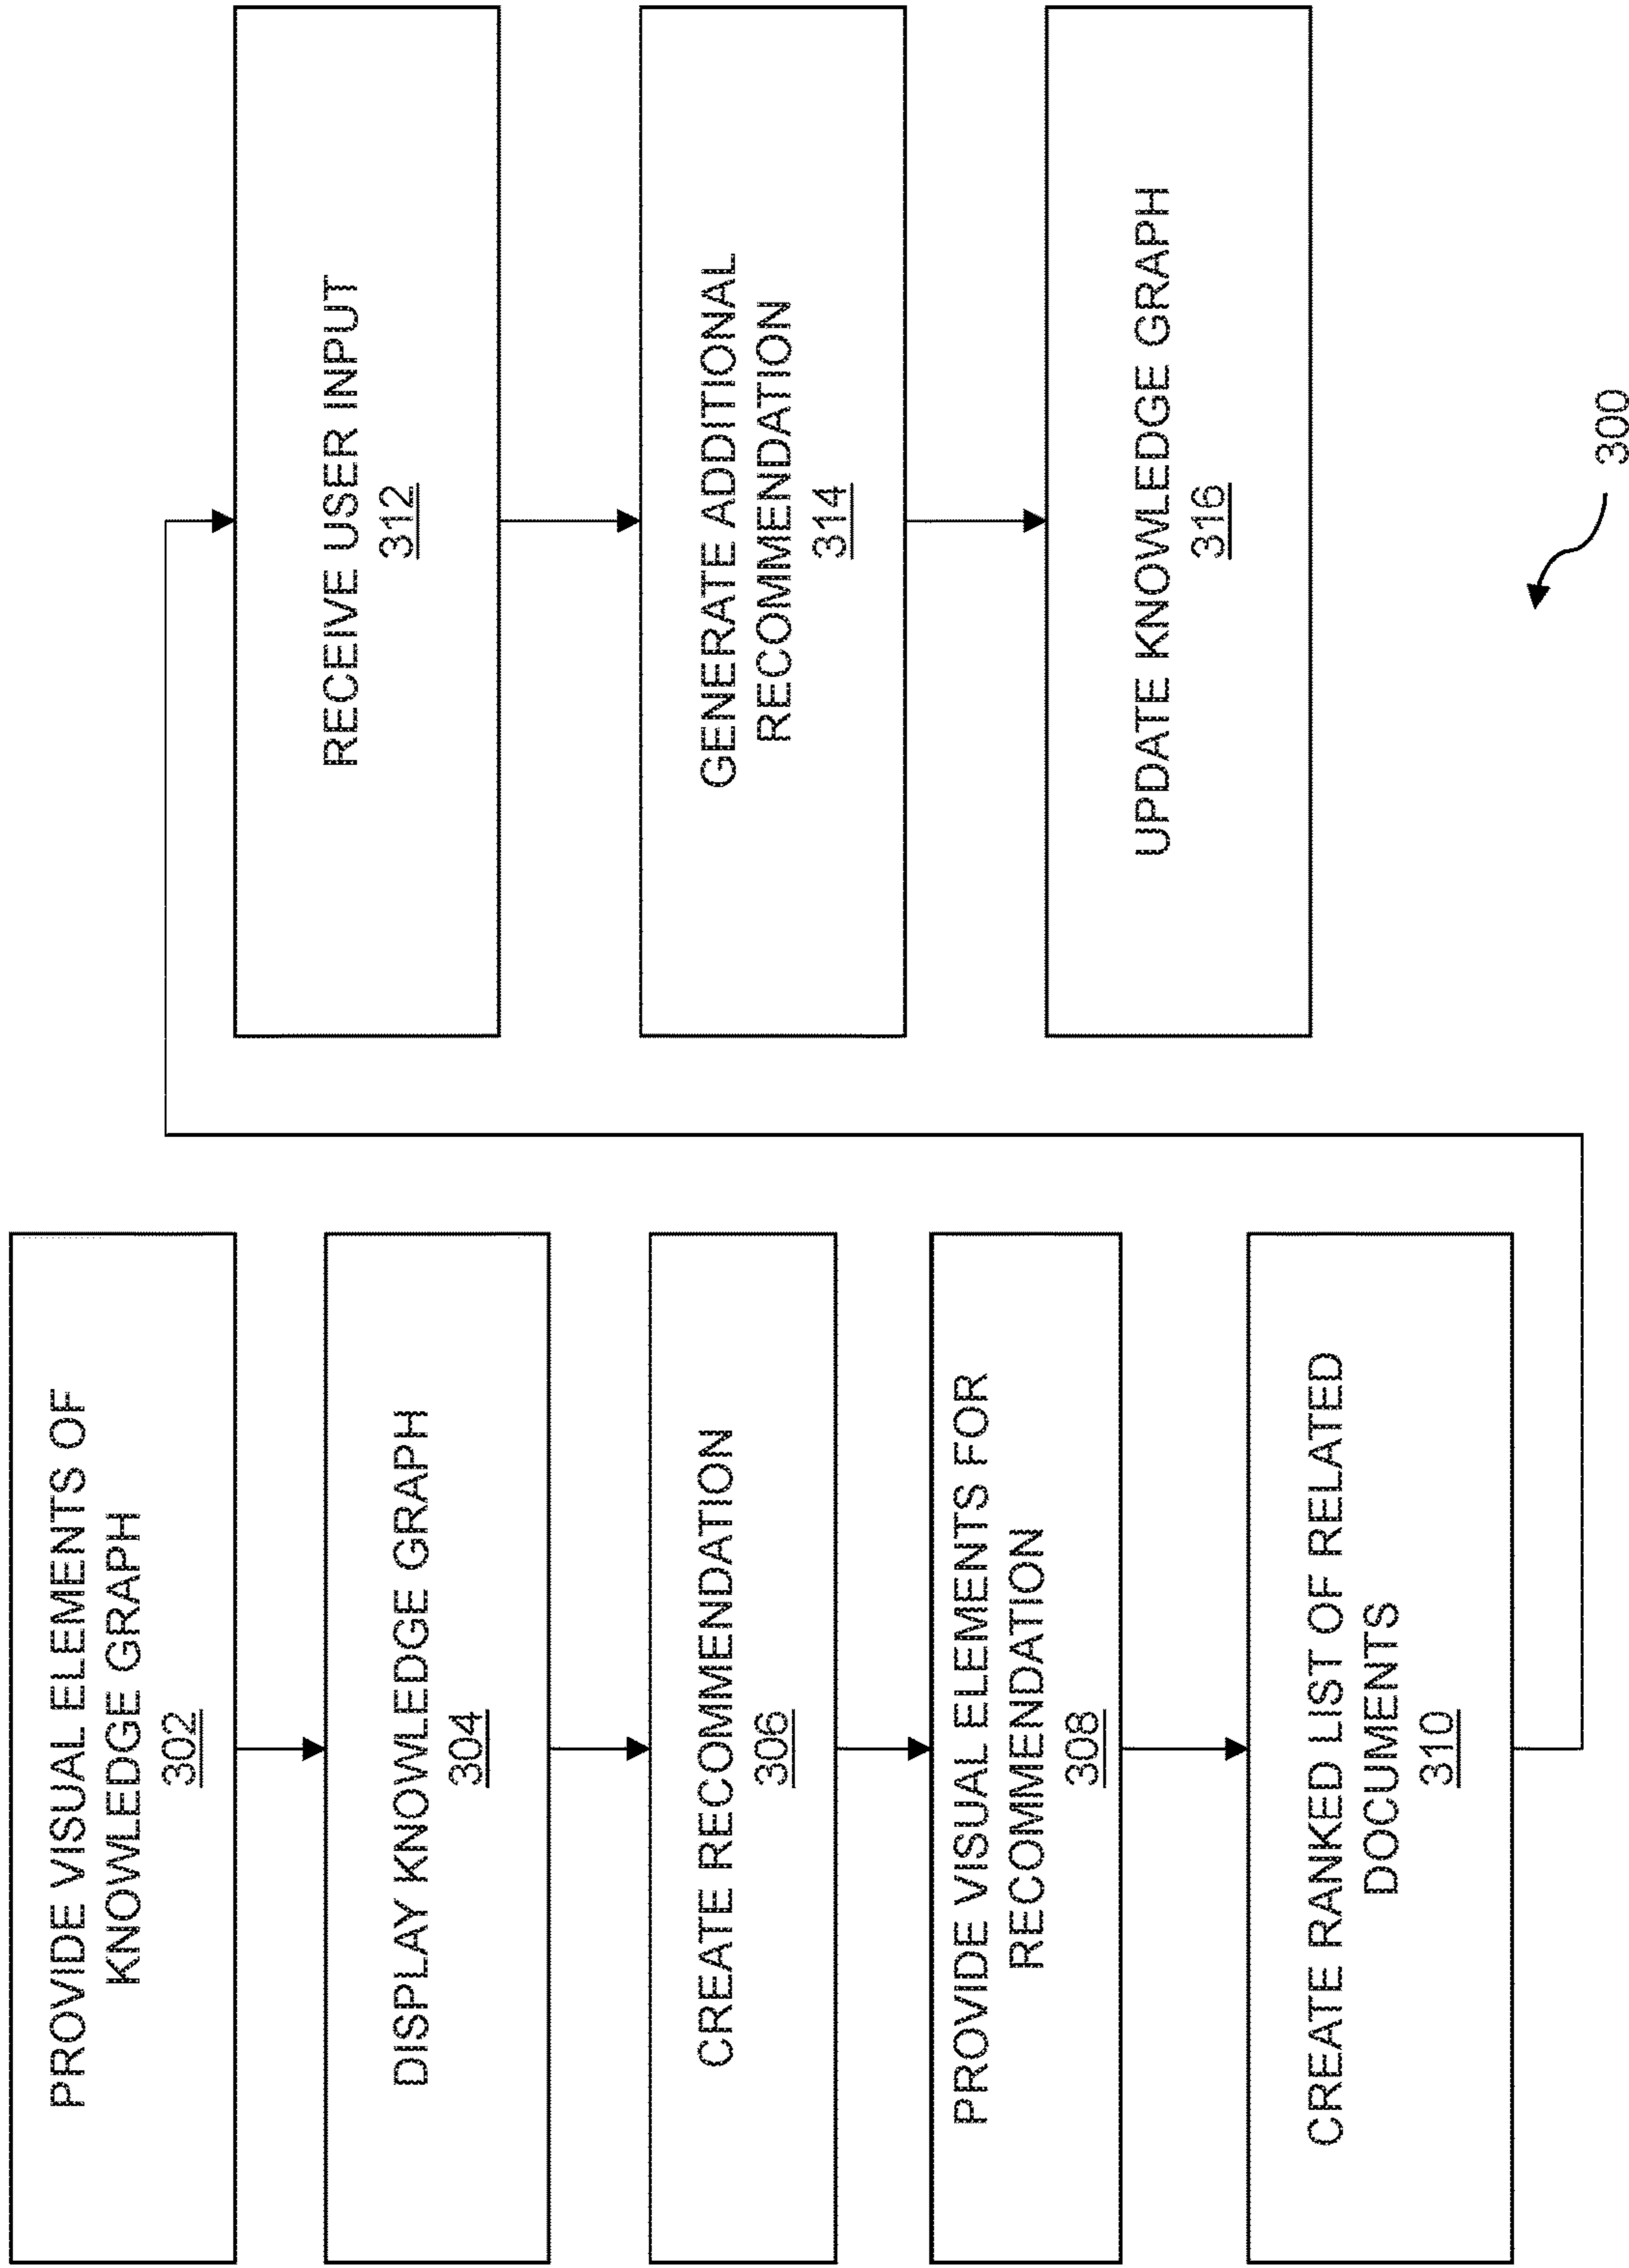 PROVIDE VISUAL ELEMENTS OF
KNOWLEDGE GRAPH
302
DISPLAY KNOWLEDGE GRAPH
304
CREATE RECOMMENDATION
306
PROVIDE VISUAL ELEMENTS FOR
RECOMMENDATION
308
CREATE RANKED LIST OF RELATED
DOCUMENTS
310
RECEIVE USER INPUT
312
GENERATE ADDITIONAL
RECOMMENDATION
314
UPDATE KNOWLEDGE GRAPH
316
300